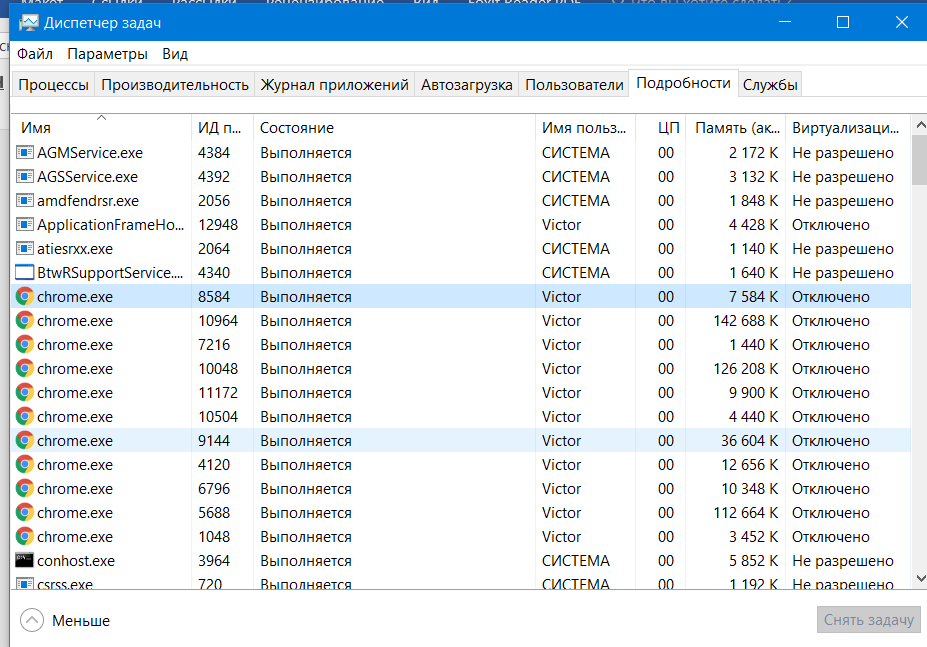 Диспетчер задач
Файл Параметры Вид
Процессы Производительность Журнал приложений Автозагрузка Пользователи Подробности Службы
Имя ИД п... Состояние Имя польз... ЦП Память (ак... Виртуализаци...
AGMService.exe 4384 Выполняется СИСТЕМА 00 2 172 K Не разрешено
AGSService.exe 4392 Выполняется СИСТЕМА 00 3 132 K Не разрешено
amdfendrsr.exe 2056 Выполняется СИСТЕМА 00 1 848 K Не разрешено
ApplicationFrameHo... 12948 Выполняется Victor 00 4 428 K Отключено
atiesrxx.exe 2064 Выполняется СИСТЕМА 00 1 140 K Не разрешено
BtwRSupportService.... 4340 Выполняется СИСТЕМА 00 1 640 K Не разрешено
chrome.exe 8584 Выполняется Victor 00 7 584 K Отключено
chrome.exe 10964 Выполняется Victor 00 142 688 K Отключено
chrome.exe 7216 Выполняется Victor 00 1 440 K Отключено
chrome.exe 10048 Выполняется Victor 00 126 208 K Отключено
chrome.exe 11172 Выполняется Victor 00 9 900 K Отключено
chrome.exe 10504 Выполняется Victor 00 4 440 K Отключено
chrome.exe 9144 Выполняется Victor 00 36 604 K Отключено
chrome.exe 4120 Выполняется Victor 00 12 656 K Отключено
chrome.exe 6796 Выполняется Victor 00 10 348 K Отключено
chrome.exe 5688 Выполняется Victor 00 112 664 K Отключено
chrome.exe 1048 Выполняется Victor 00 3 452 K Отключено
conhost.exe 3964 Выполняется СИСТЕМА 00 5 852 K Не разрешено
csrss.exe 720 Выполняется СИСТЕМА 00 1 192 K Не разрешено
Меньше Снять задачу